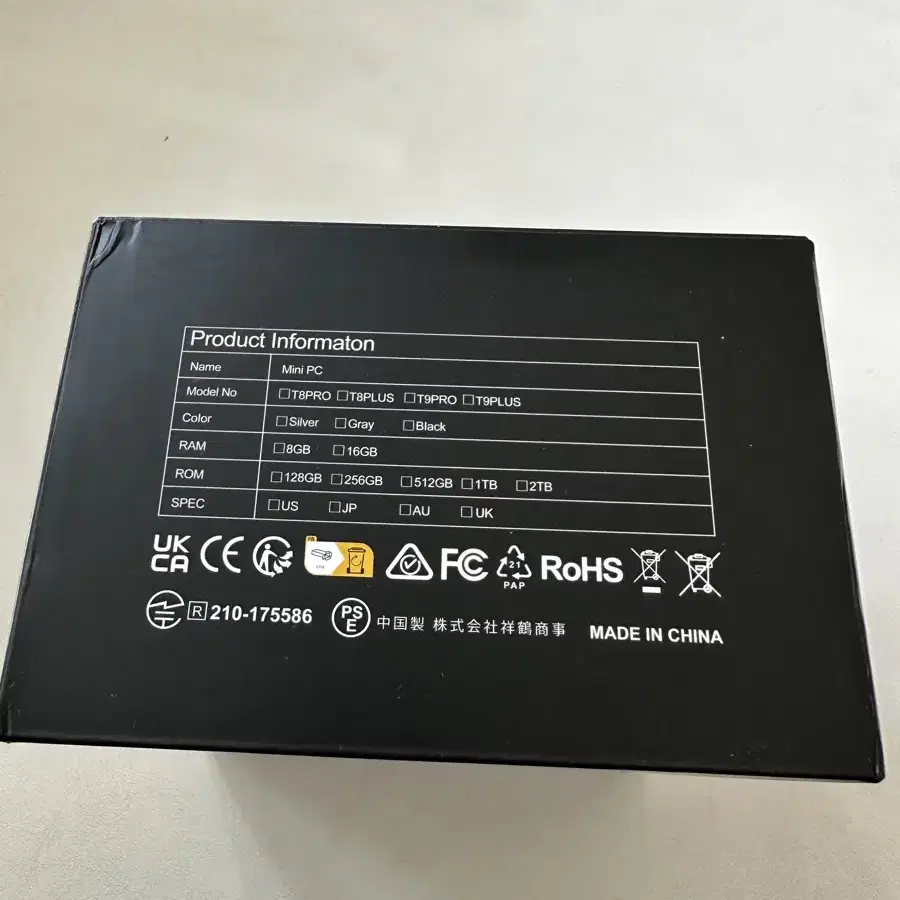 Product Informaton
Name Mini PC
Model No ☐T8PRO ☐T8PLUS ☐T9PRO ☐T9PLUS
Color ☐Silver ☐Gray ☐Black
RAM ☐8GB ☐16GB
ROM ☐128GB ☐256GB ☐512GB ☐1TB ☐2TB
SPEC ☐US ☐JP ☐AU ☐UK
UK
CA CE FR FC 21 PAP RoHS
R 210-175586 PS
E 中国製 株式会社祥鶴商事 MADE IN CHINA